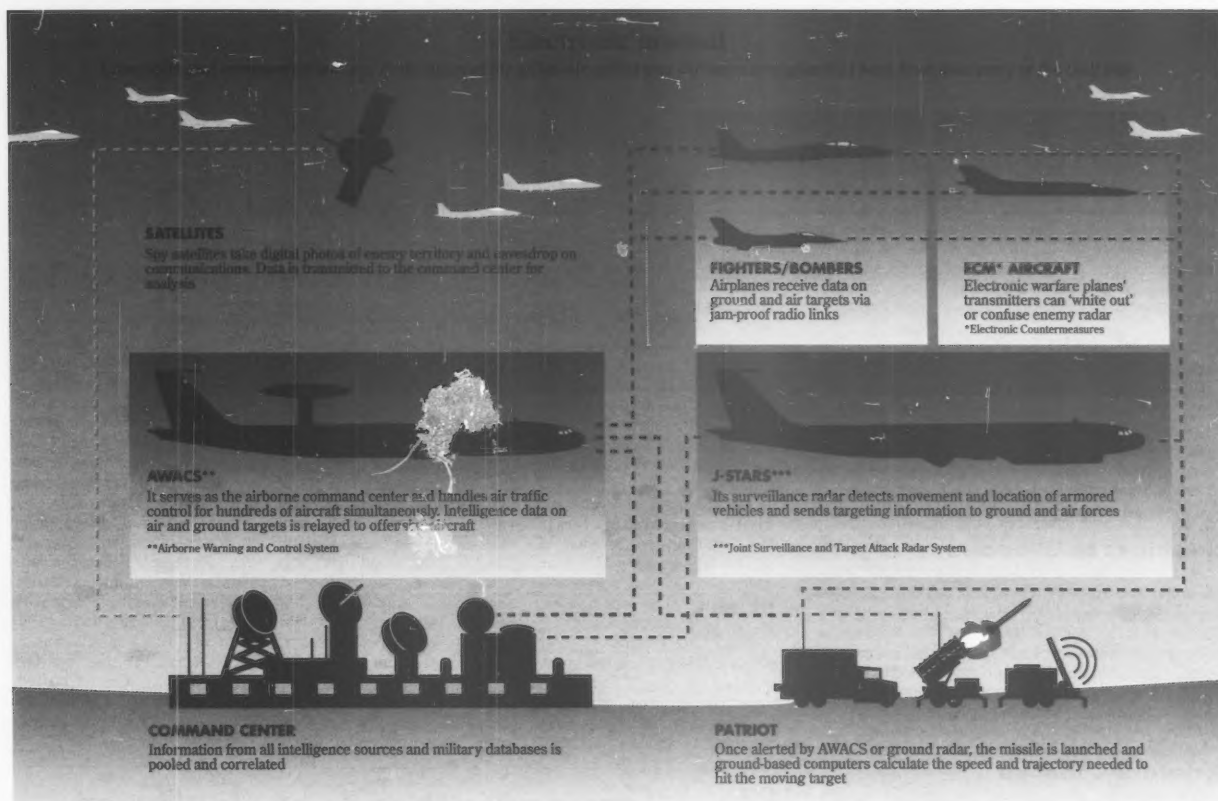 SATELLITES
Spy satellites take digital photos of enemy territory and eavesdrop on
communications. Data is transmitted to the command center for
analysis
FIGHTERS/BOMBERS
Airplanes receive data on
ground and air targets via
jam-proof radio links
ECM* AIRCRAFT
Electronic warfare planes'
transmitters can 'white out'
or confuse enemy radar
*Electronic Countermeasures
AWACS**
It serves as the airborne command center and handles air traffic
control for hundreds of aircraft simultaneously. Intelligence data on
air and ground targets is relayed to offensive aircraft
**Airborne Warning and Control System
J-STARS***
Its surveillance radar detects movement and location of armored
vehicles and sends targeting information to ground and air forces
***Joint Surveillance and Target Attack Radar System
COMMAND CENTER
Information from all intelligence sources and military databases is
pooled and correlated
PATRIOT
Once alerted by AWACS or ground radar, the missile is launched and
ground-based computers calculate the speed and trajectory needed to
hit the moving target